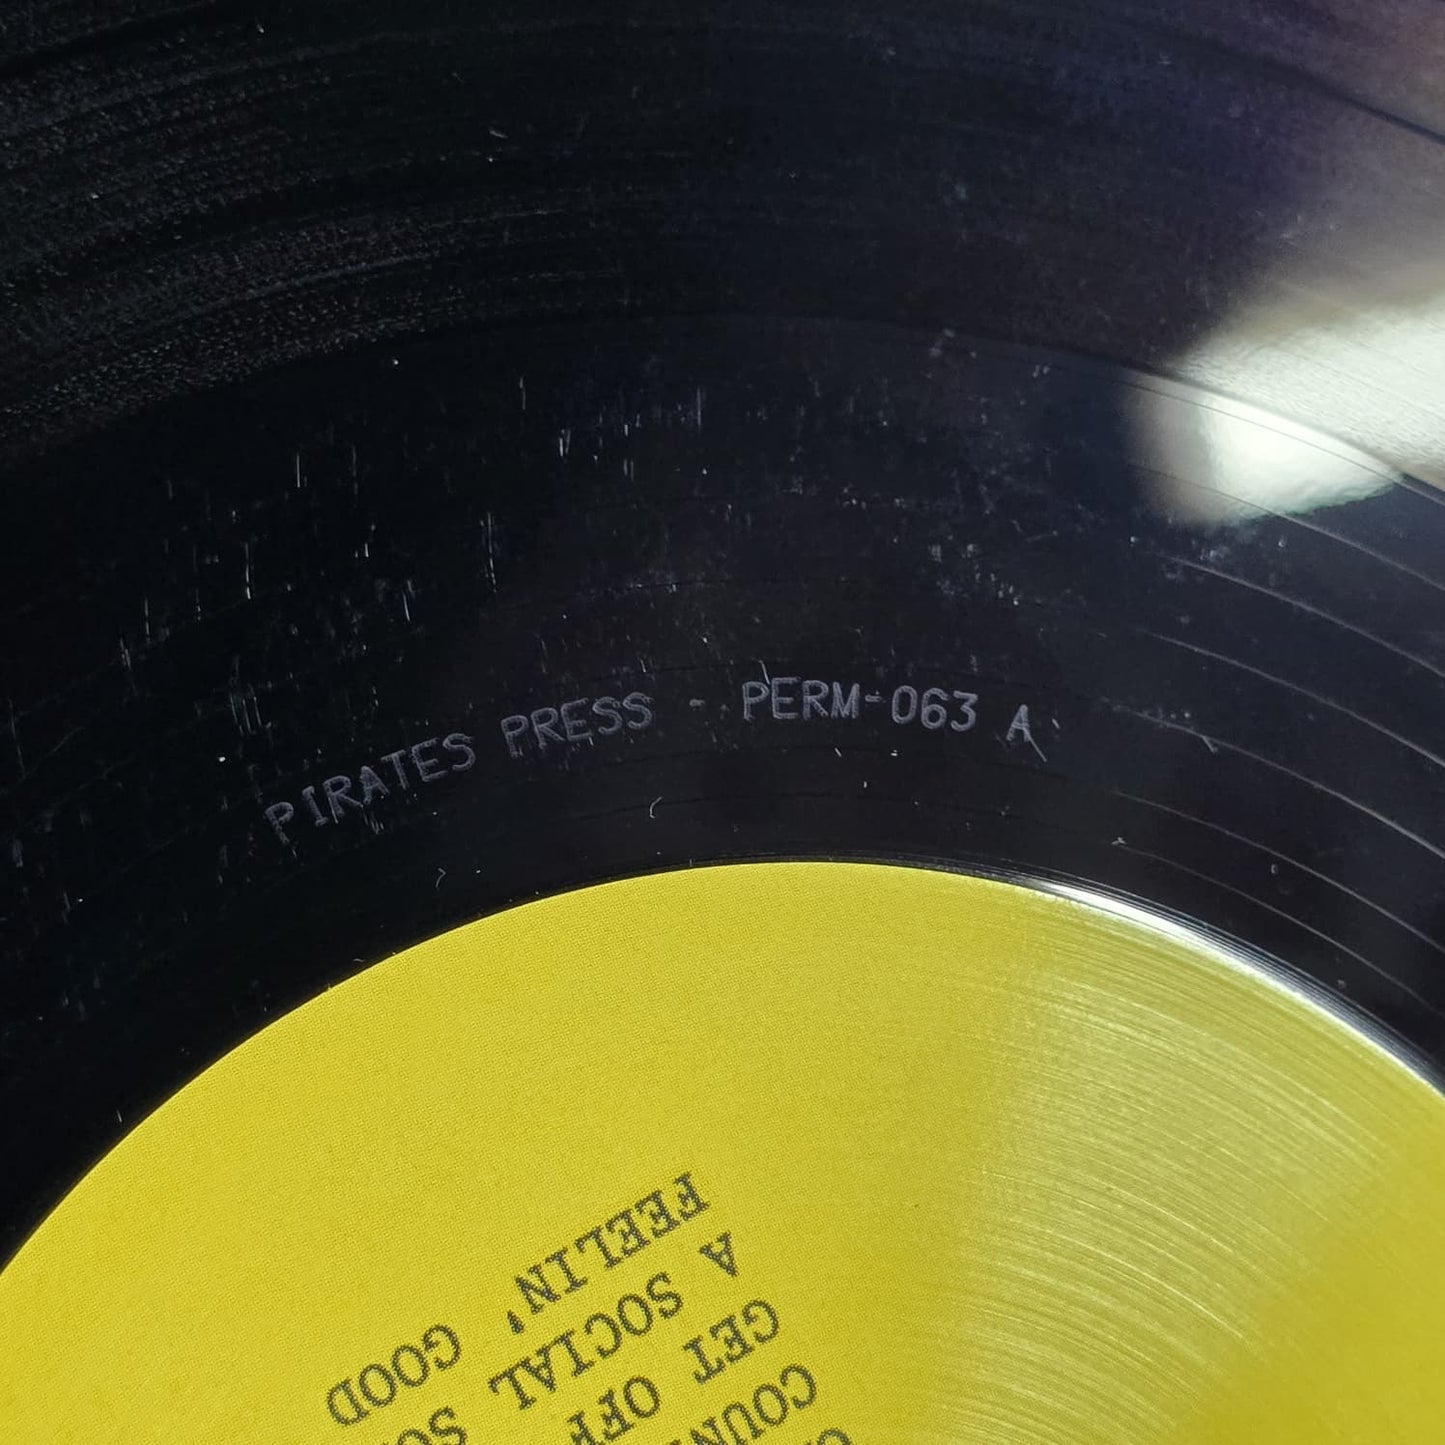 PIRATES PRESS - PERM-063 A
GET OFF
A SOCIAL
FEELIN' GOOD